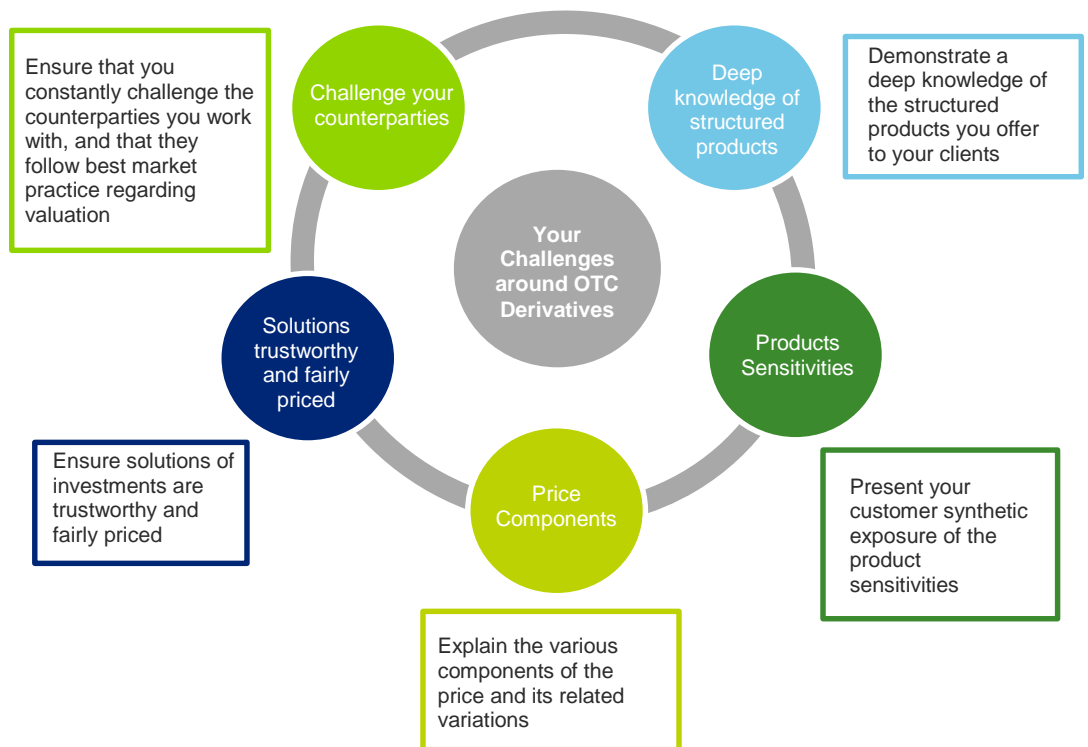 Ensure that you
constantly challenge the
counterparties you work
with, and that they
follow best market
practice regarding
valuation
Challenge your
counterparties
Deep
knowledge of
structured
products
Demonstrate a
deep knowledge of
the structured
products you offer
to your clients
Your
Challenges
around OTC
Derivatives
Solutions
trustworthy
and fairly
priced
Products
Sensitivities
Ensure solutions of
investments are
trustworthy and
fairly priced
Price
Components
Present your
customer synthetic
exposure of the
product
sensitivities
Explain the various
components of the
price and its related
variations